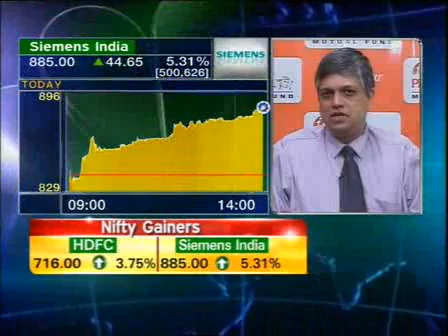 Siemens India
885.00 ▲ 44.65 5.31%
[500,626]
SIEMENS
TODAY
896
829
09:00 14:00
MUTUAL FUND
Nifty Gainers
HDFC Siemens India
716.00 3.75% 885.00 5.31%